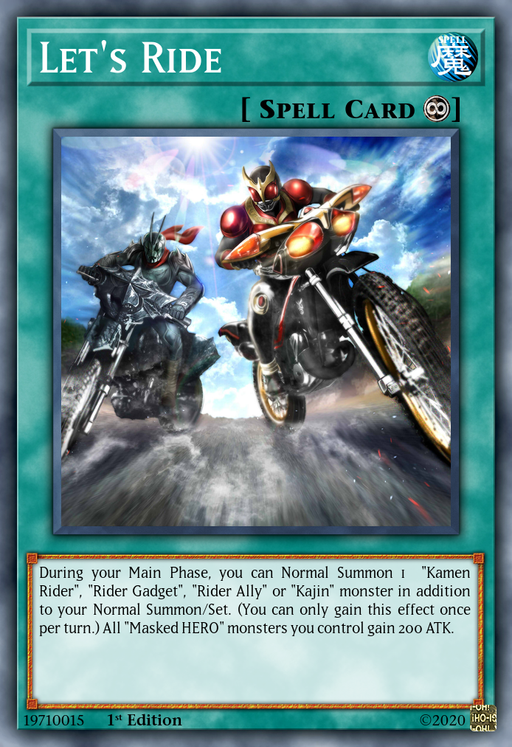 Let's Ride
SPELL
魔
[ Spell Card ]
During your Main Phase, you can Normal Summon 1 "Kamen
Rider", "Rider Gadget", "Rider Ally" or "Kajin" monster in addition
to your Normal Summon/Set. (You can only gain this effect once
per turn.) All "Masked HERO" monsters you control gain 200 ATK.
19710015 1st Edition ©2020